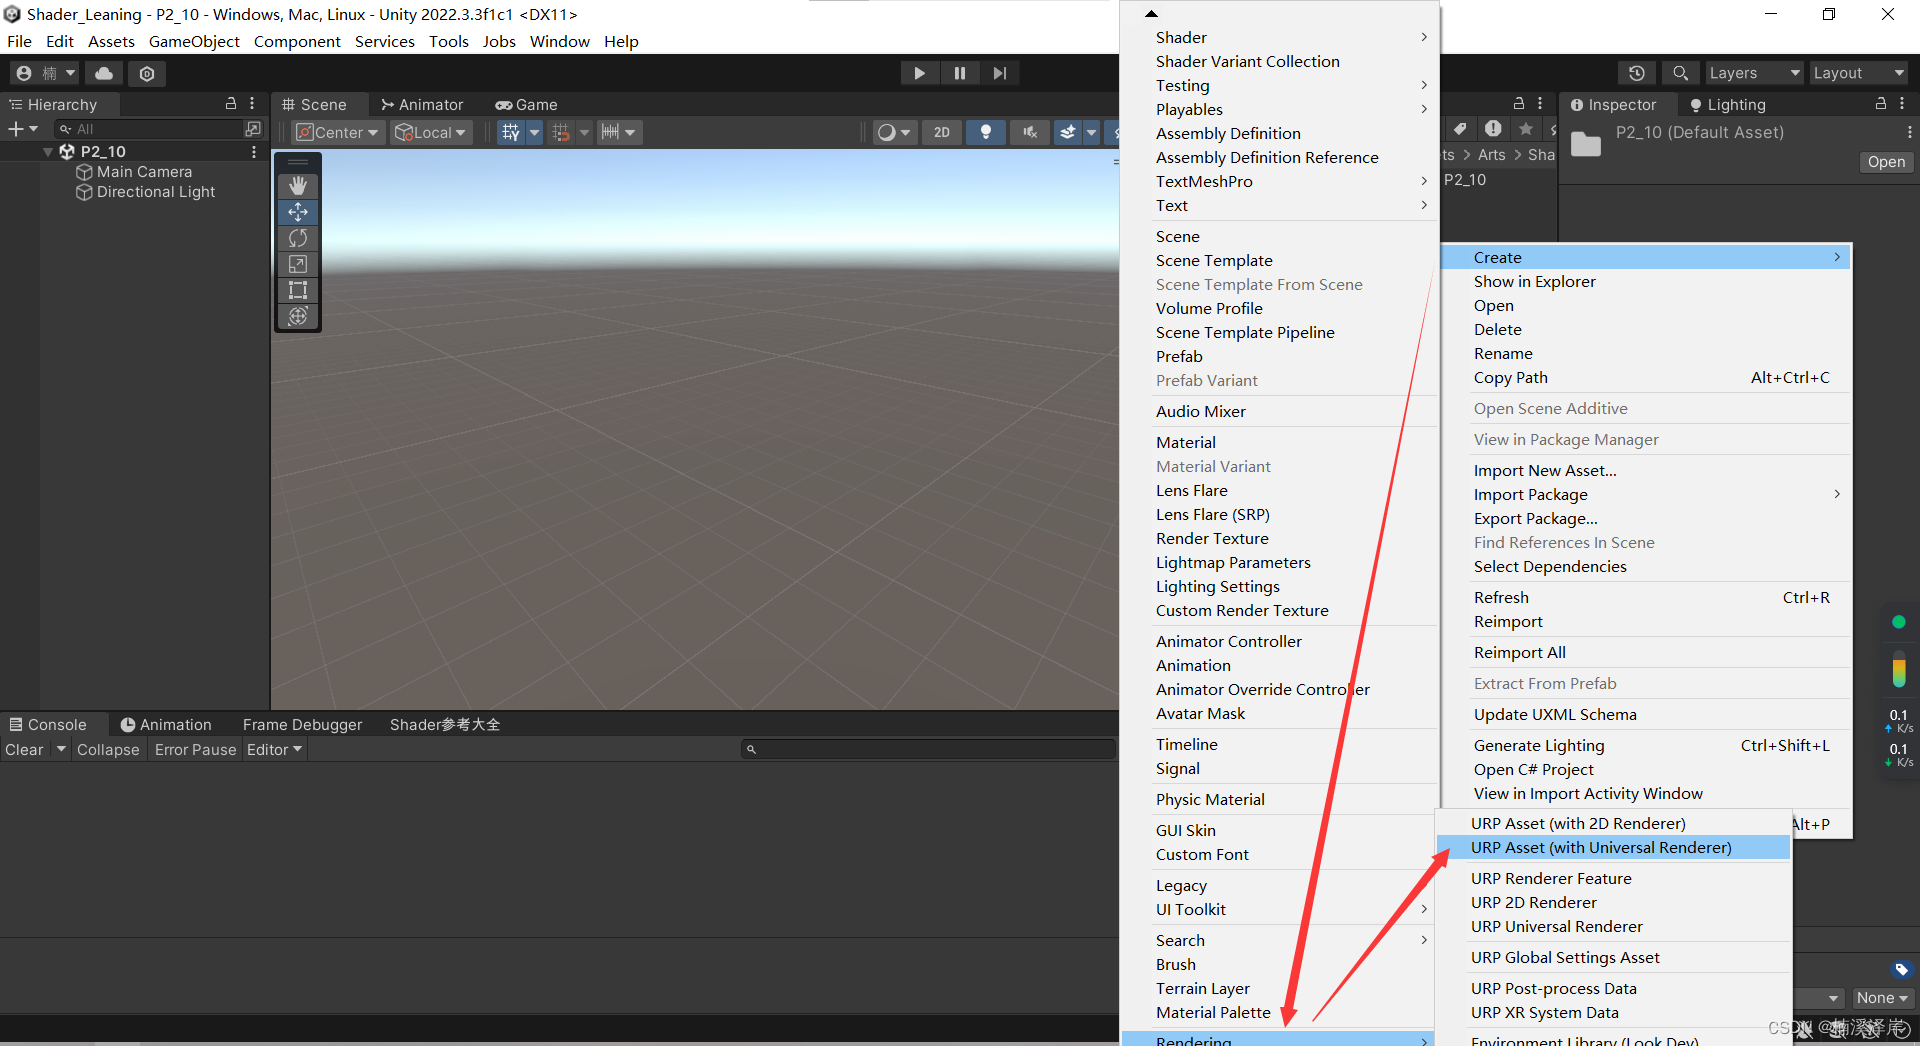 Shader_Leaning - P2_10 - Windows, Mac, Linux - Unity 2022.3.3f1c1 <DX11>
File Edit Assets GameObject Component Services Tools Jobs Window Help
楠
Layers
Layout
Hierarchy
All
P2_10
Main Camera
Directional Light
Scene
Animator
Game
Center
Local
2D
Shader
Shader Variant Collection
Testing
Playables
Assembly Definition
Assembly Definition Reference
TextMeshPro
Text
Scene
Scene Template
Scene Template From Scene
Volume Profile
Scene Template Pipeline
Prefab
Prefab Variant
Audio Mixer
Material
Material Variant
Lens Flare
Lens Flare (SRP)
Render Texture
Lightmap Parameters
Lighting Settings
Custom Render Texture
Animator Controller
Animation
Animator Override Controller
Avatar Mask
Timeline
Signal
Physic Material
GUI Skin
Custom Font
Legacy
UI Toolkit
Search
Brush
Terrain Layer
Material Palette
Rendering
ts > Arts > Sha
P2_10
Inspector
Lighting
P2_10 (Default Asset)
Open
Create
Show in Explorer
Open
Delete
Rename
Copy Path Alt+Ctrl+C
Open Scene Additive
View in Package Manager
Import New Asset...
Import Package
Export Package...
Find References In Scene
Select Dependencies
Refresh Ctrl+R
Reimport
Reimport All
Extract From Prefab
Update UXML Schema
Generate Lighting Ctrl+Shift+L
Open C# Project
View in Import Activity Window
Alt+P
URP Asset (with 2D Renderer)
URP Asset (with Universal Renderer)
URP Renderer Feature
URP 2D Renderer
URP Universal Renderer
URP Global Settings Asset
URP Post-process Data
URP XR System Data
Environment Library (Look Dev)
Console
Animation
Frame Debugger
Shader参考大全
Clear
Collapse
Error Pause
Editor
0.1
K/s
0.1
K/s
None
CSDN @楠溪泽岸